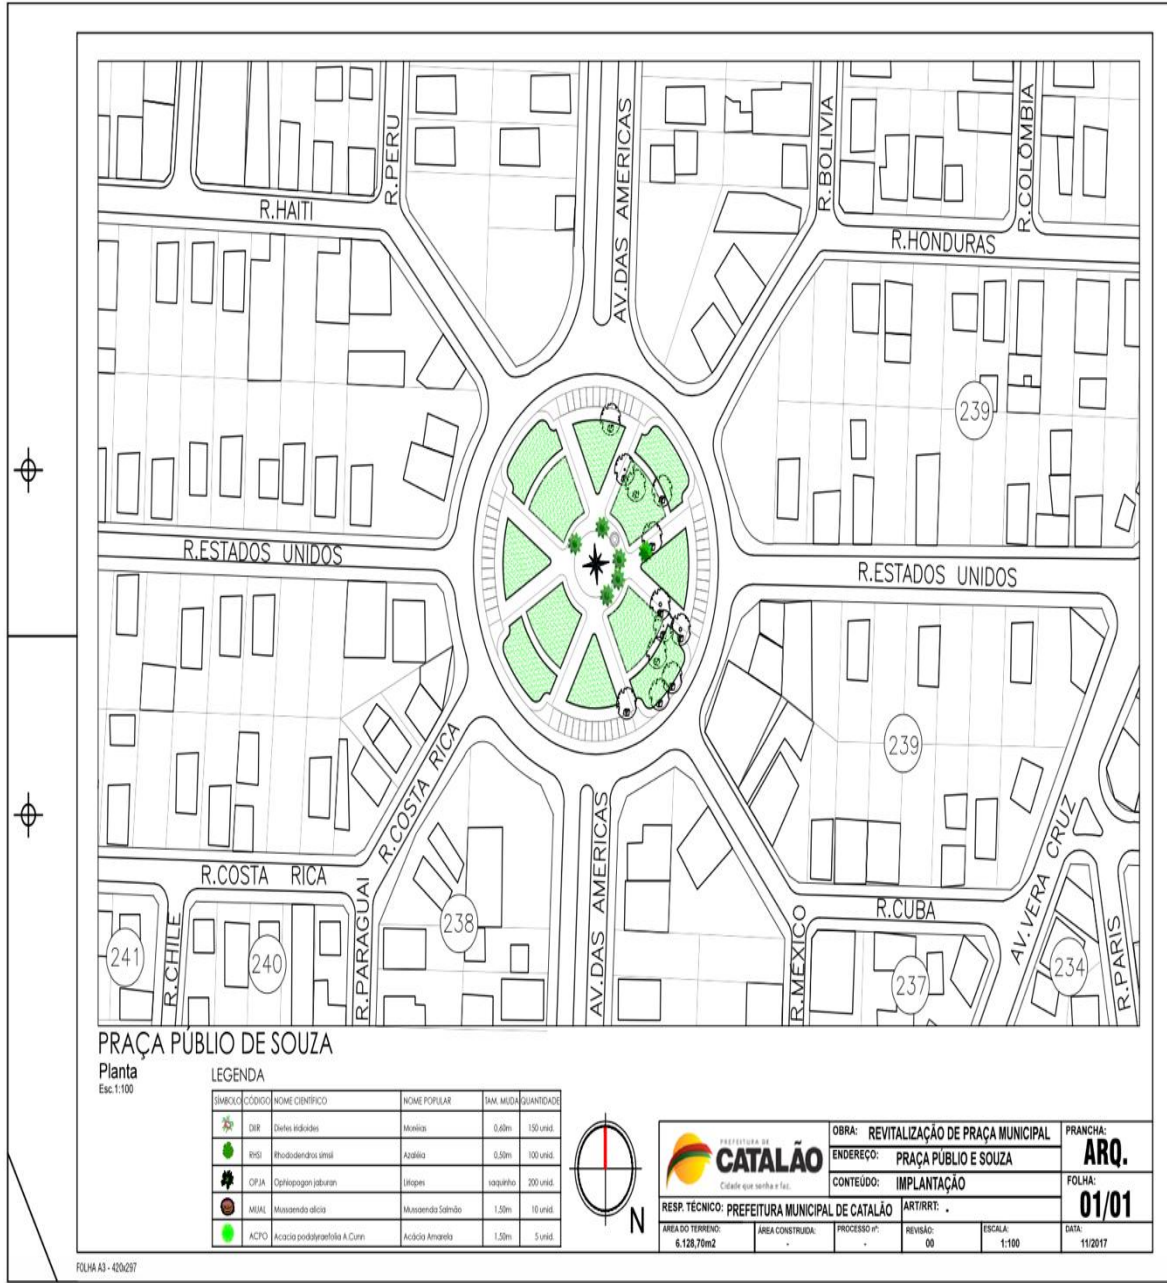 R.PERU
AV.DAS AMERICAS
R.BOLIVIA
R.COLÔMBIA
R.HAITI
R.HONDURAS
239
R.ESTADOS UNIDOS
R.ESTADOS UNIDOS
R.COSTA RICA
239
AV.VERA CRUZ
R.COSTA RICA
AV.DAS AMERICAS
R.CUBA
241
R.CHILE
240
R.PARAGUAI
238
R.MÉXICO
237
234
R.PARIS
PRAÇA PÚBLIO DE SOUZA
Planta
Esc.1:100
LEGENDA
SÍMBOLO CÓDIGO NOME CIENTÍFICO NOME POPULAR TAM. MUDA QUANTIDADE
DIIR Dietes iridioides Moréias 0,60m 150 unid.
RHSI Rhododendros simsii Azaléia 0,50m 100 unid.
OPJA Ophiopogon jaburan Liriopes saquinho 200 unid.
MUAL Mussaenda alicia Mussaenda Salmão 1,50m 10 unid.
ACPO Acacia podalyraefolia A.Cunn Acácia Amarela 1,50m 5 unid.
N
PREFEITURA DE
CATALÃO
Cidade que sonha e faz.
OBRA: REVITALIZAÇÃO DE PRAÇA MUNICIPAL
ENDEREÇO: PRAÇA PÚBLIO E SOUZA
CONTEÚDO: IMPLANTAÇÃO
PRANCHA:
ARQ.
FOLHA:
01/01
RESP. TÉCNICO: PREFEITURA MUNICIPAL DE CATALÃO
ART/RRT: .
AREA DO TERRENO: 6.128,70m2
ÁREA CONSTRUIDA: -
PROCESSO nº: -
REVISÃO: 00
ESCALA: 1:100
DATA: 11/2017
FOLHA A3 - 420x297